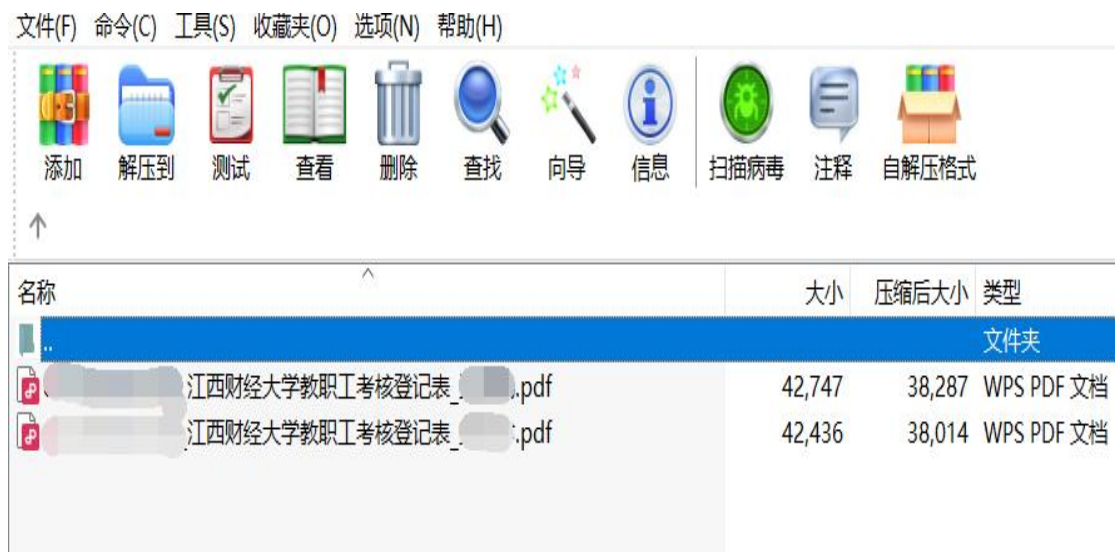 文件(F) 命令(C) 工具(S) 收藏夹(O) 选项(N) 帮助(H)
添加 解压到 测试 查看 删除 查找 向导 信息 扫描病毒 注释 自解压格式
名称 大小 压缩后大小 类型
.. 文件夹
_江西财经大学教职工考核登记表_ .pdf 42,747 38,287 WPS PDF 文档
_江西财经大学教职工考核登记表_ .pdf 42,436 38,014 WPS PDF 文档